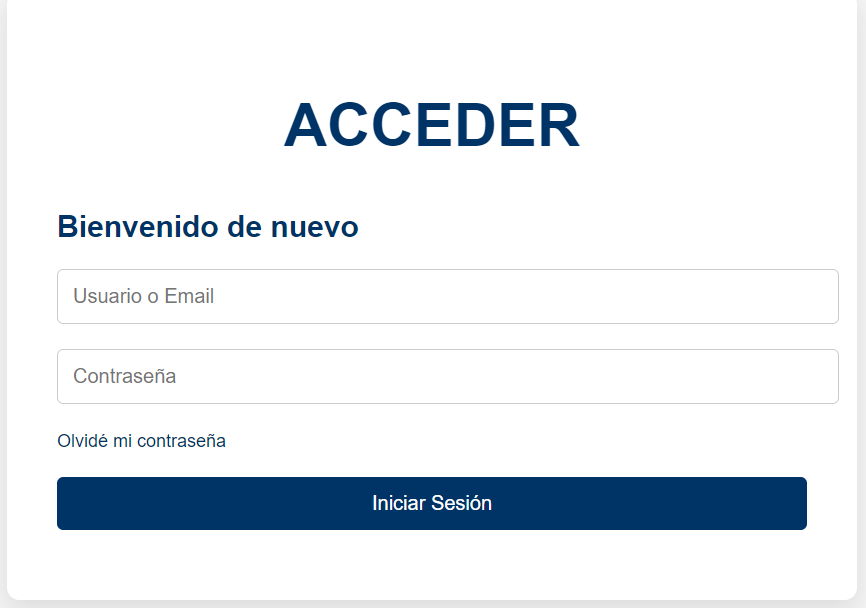 ACCEDER
Bienvenido de nuevo
Usuario o Email
Contraseña
Olvidé mi contraseña
Iniciar Sesión